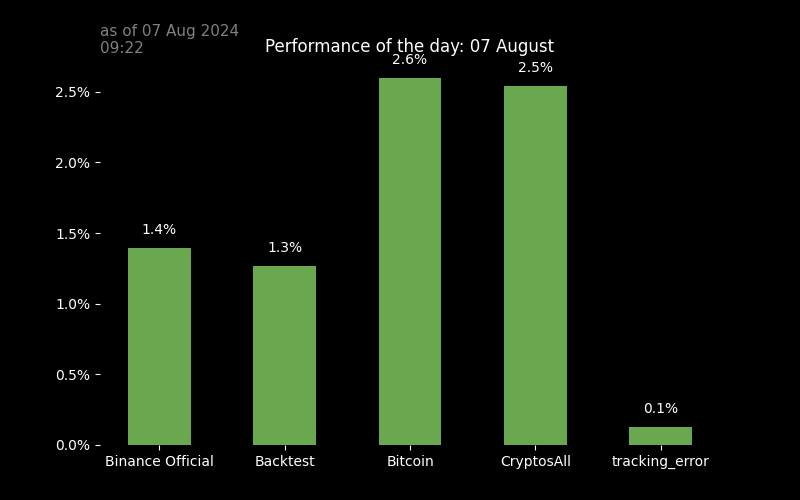 as of 07 Aug 2024
09:22
Performance of the day: 07 August
2.6%
2.5%
2.5%
2.0%
1.4%
1.5%
1.3%
1.0%
0.5%
0.1%
0.0%
Binance Official
Backtest
Bitcoin
CryptosAll
tracking_error